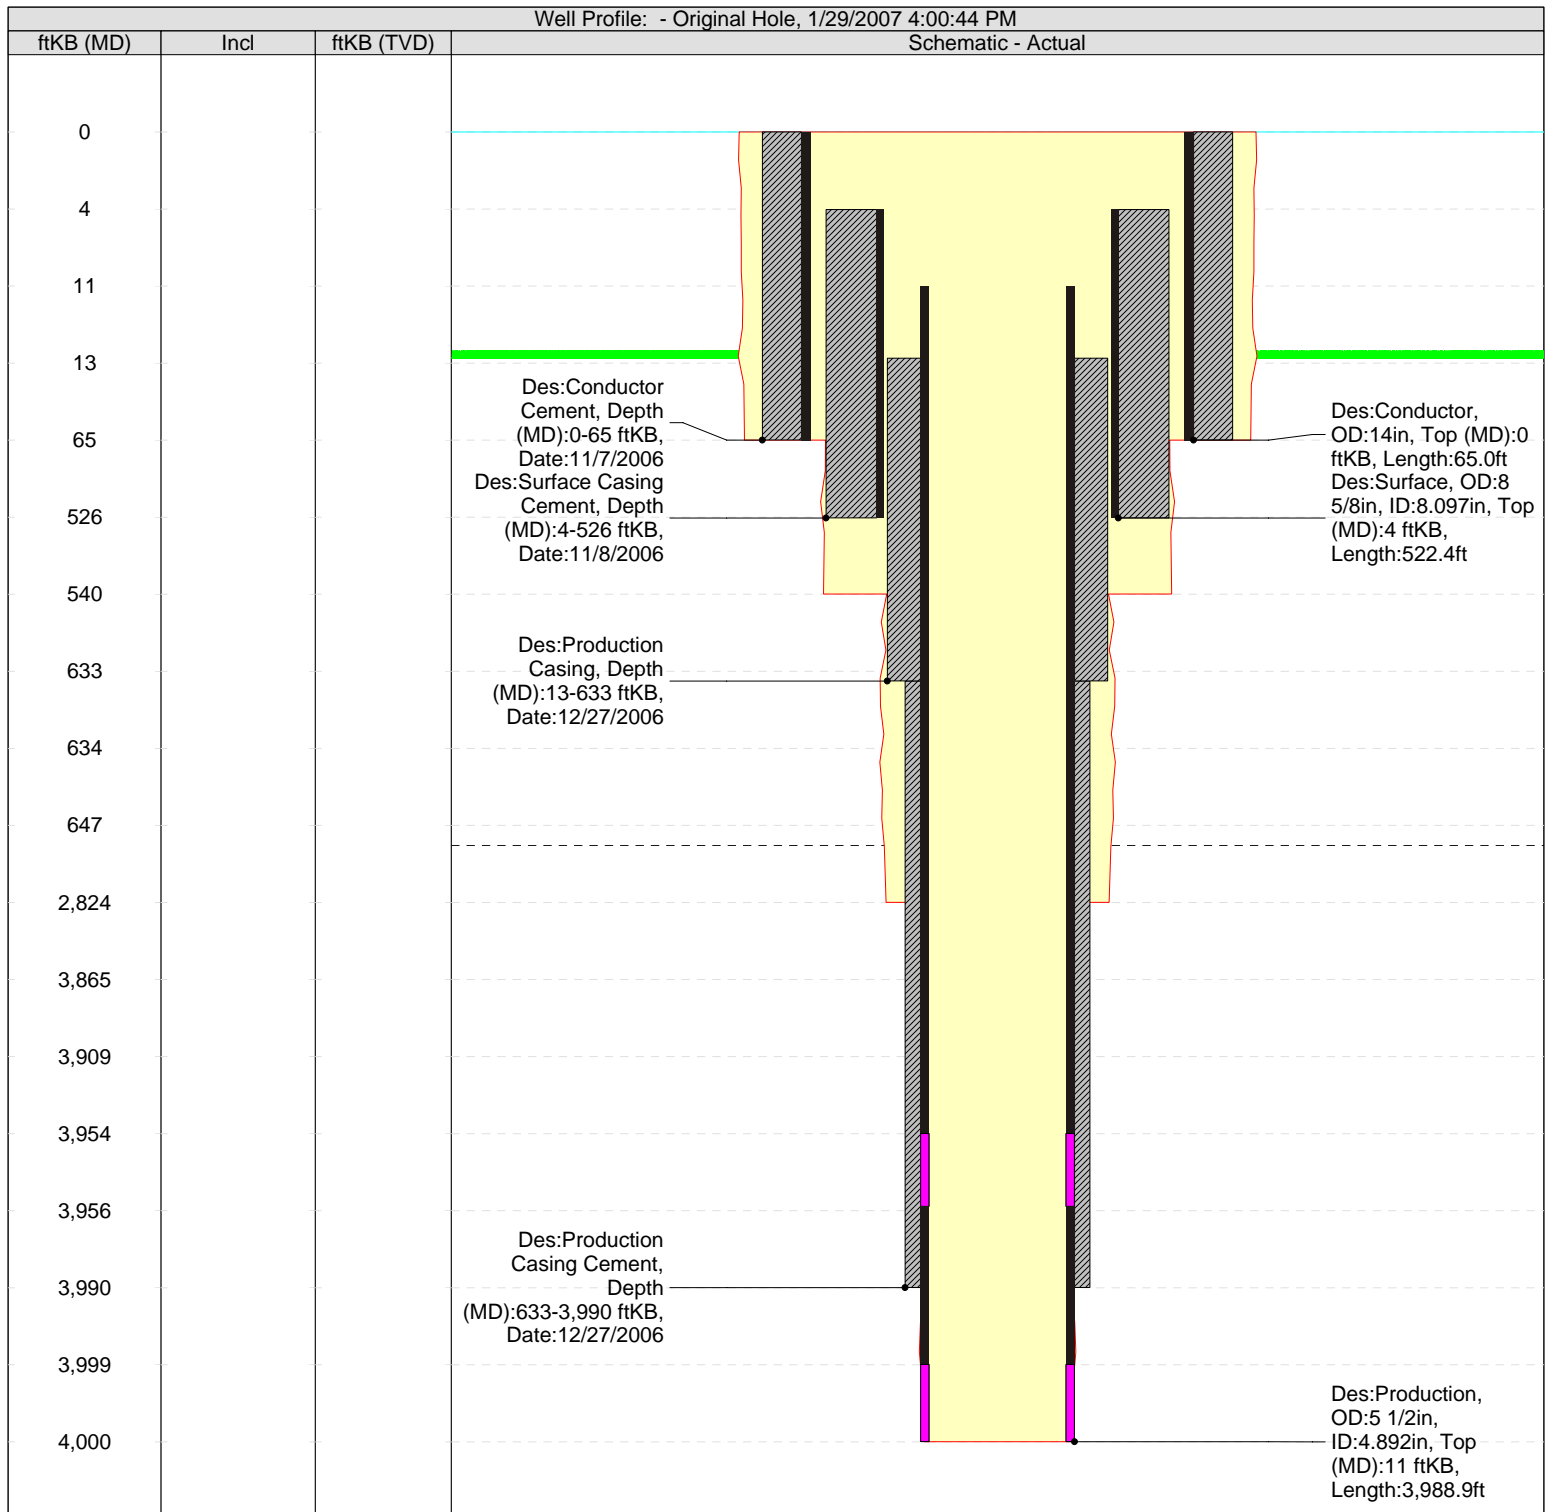 Well Profile:  - Original Hole, 1/29/2007 4:00:44 PM
ftKB (MD)
Incl
ftKB (TVD)
Schematic - Actual
0
4
11
13
65
526
540
633
634
647
2,824
3,865
3,909
3,954
3,956
3,990
3,999
4,000
Des:Conductor
Cement, Depth
(MD):0-65 ftKB,
Date:11/7/2006
Des:Surface Casing
Cement, Depth
(MD):4-526 ftKB,
Date:11/8/2006
Des:Production
Casing, Depth
(MD):13-633 ftKB,
Date:12/27/2006
Des:Production
Casing Cement,
Depth
(MD):633-3,990 ftKB,
Date:12/27/2006
Des:Conductor,
OD:14in, Top (MD):0
ftKB, Length:65.0ft
Des:Surface, OD:8
5/8in, ID:8.097in, Top
(MD):4 ftKB,
Length:522.4ft
Des:Production,
OD:5 1/2in,
ID:4.892in, Top
(MD):11 ftKB,
Length:3,988.9ft